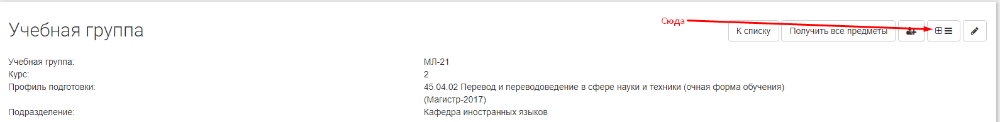 Сюда
Учебная группа
К списку Получить все предметы
Учебная группа: МЛ-21
Курс: 2
Профиль подготовки: 45.04.02 Перевод и переводоведение в сфере науки и техники (очная форма обучения)
(Магистр-2017)
Подразделение: Кафедра иностранных языков